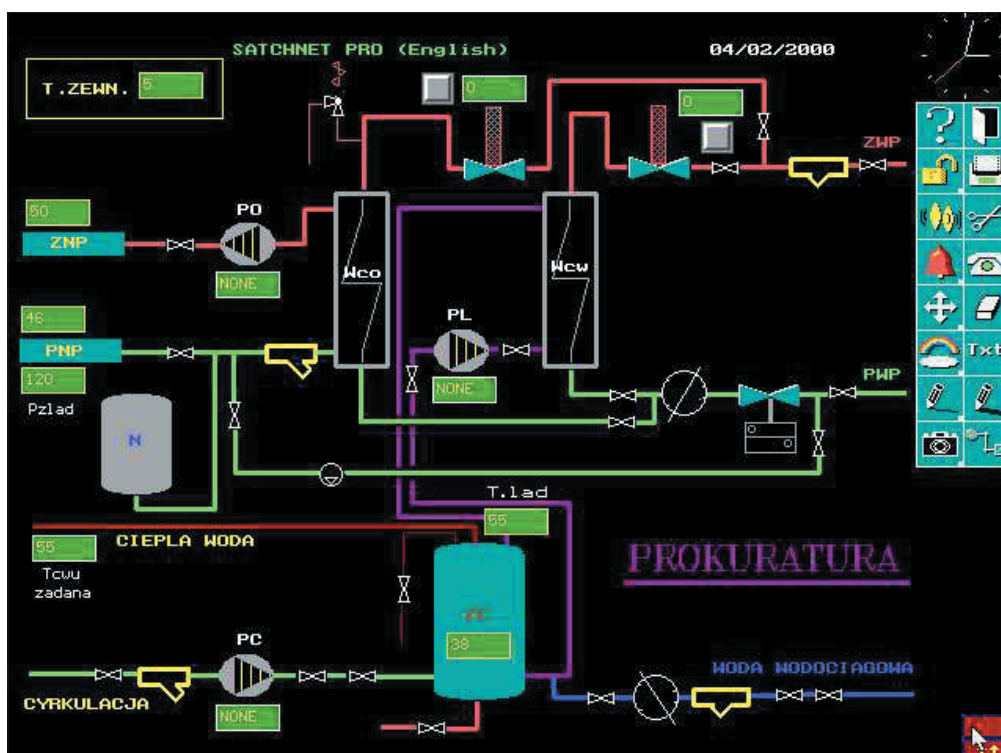 SATCHNET PRO (English)
04/02/2000
T.ZEWN.
5
0
0
ZWP
?
50
ZNP
PO
NONE
Wco
Wcw
46
PNP
120
Pzlad
PL
NONE
PWP
Txt
N
T.lad
55
CIEPLA WODA
55
Tcwu
zadana
PROKURATURA
38
PC
NONE
CYRKULACJA
WODA WODOCIAGOWA